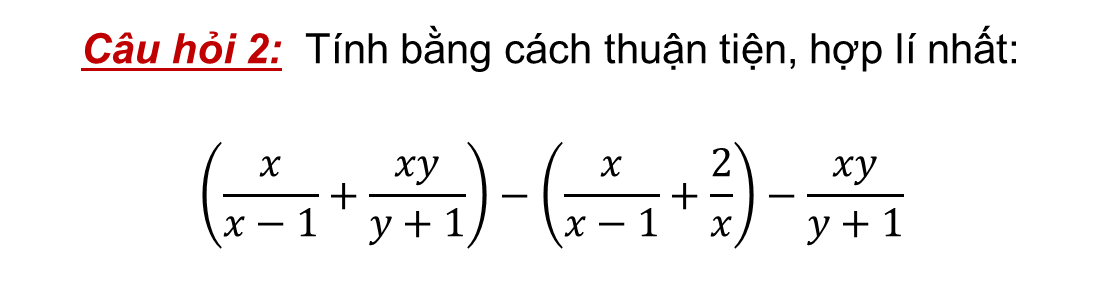 Câu hỏi 2: Tính bằng cách thuận tiện, hợp lí nhất:
(x/(x − 1) + xy/(y + 1)) − (x/(x − 1) + 2/x) − xy/(y + 1)